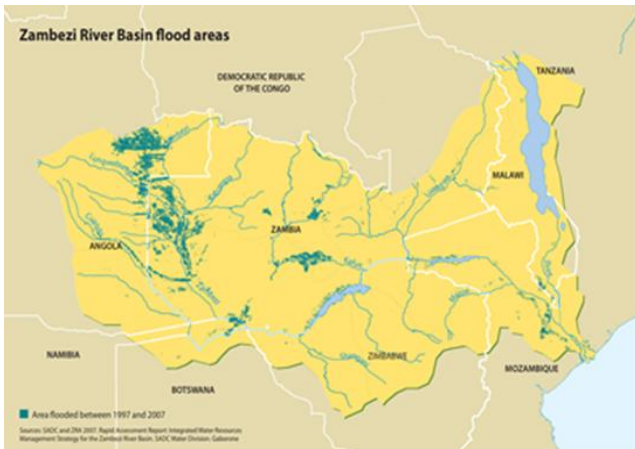 Zambezi River Basin flood areas
DEMOCRATIC REPUBLIC
OF THE CONGO
TANZANIA
MALAWI
ZAMBIA
ANGOLA
Zambezi
NAMIBIA
ZIMBABWE
MOZAMBIQUE
BOTSWANA
Area flooded between 1997 and 2007
Sources: SADC and ZRA 2007. Rapid Assessment Report: Integrated Water Resources
Management Strategy for the Zambezi River Basin. SADC Water Division. Gaborone